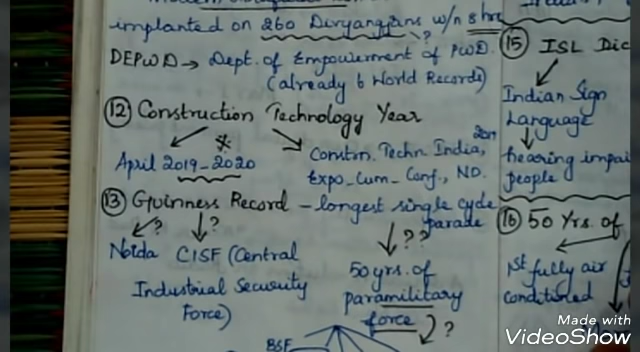 implanted on 260 Divyangjans w/n 8 hrs
?
DEPwD → Dept. of Empowerment of PWD.
(already 6 World Records)
⑫ Construction Technology Year
April 2019-2020
Constrn. Techn. India, 2019
Expo-Cum-Conf., ND.
⑬ Guinness Record - longest single cycle
parade
? ? ??
Noida CISF (Central
Industrial Security
Force)
50 yrs. of
paramilitary
force ?
BSF
⑮ ISL Dic
Indian Sign
Language
hearing impai
people
⑯ 50 Yrs. of
1st fully air
conditioned
Made with
VideoShow